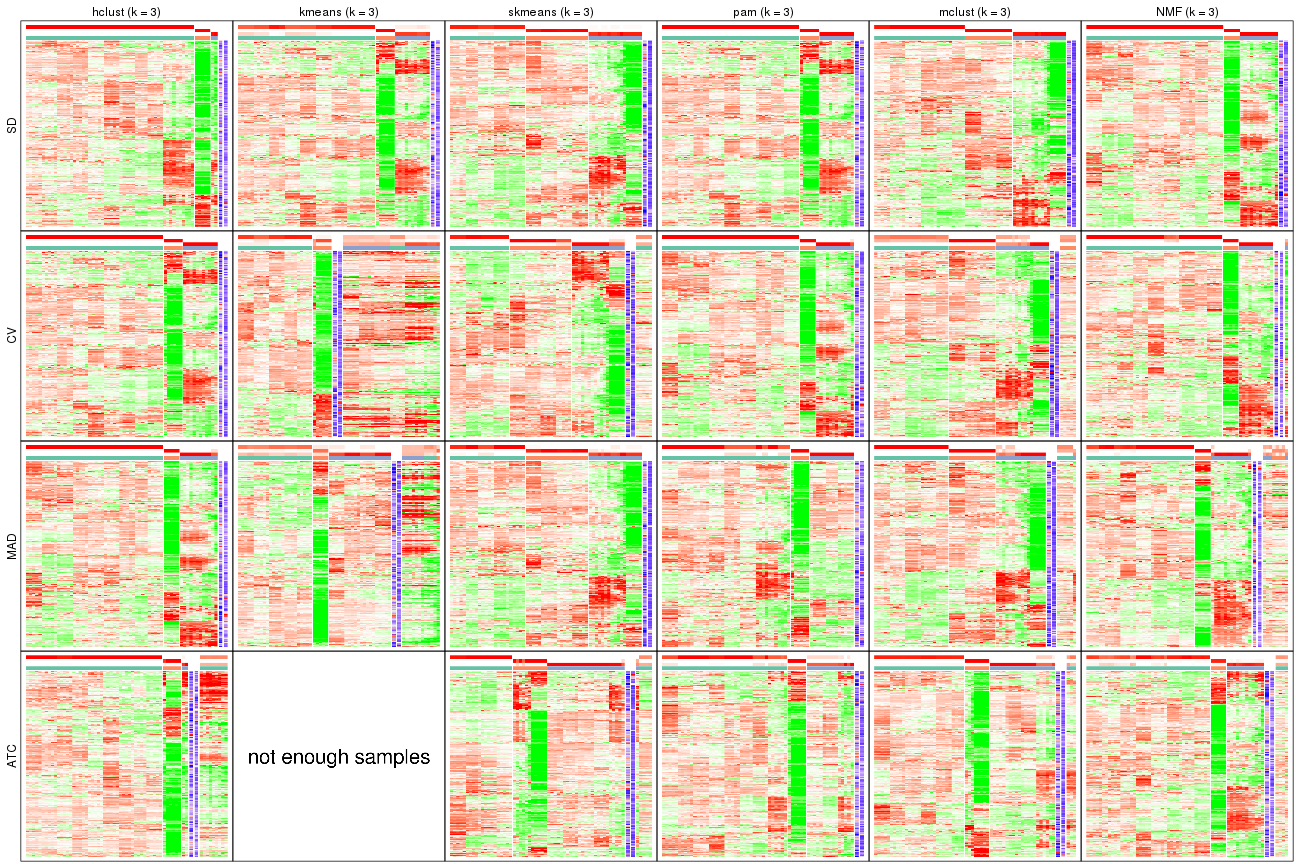 hclust (k = 3) kmeans (k = 3) skmeans (k = 3) pam (k = 3) mclust (k = 3) NMF (k = 3)
SD
CV
MAD
ATC
not enough samples